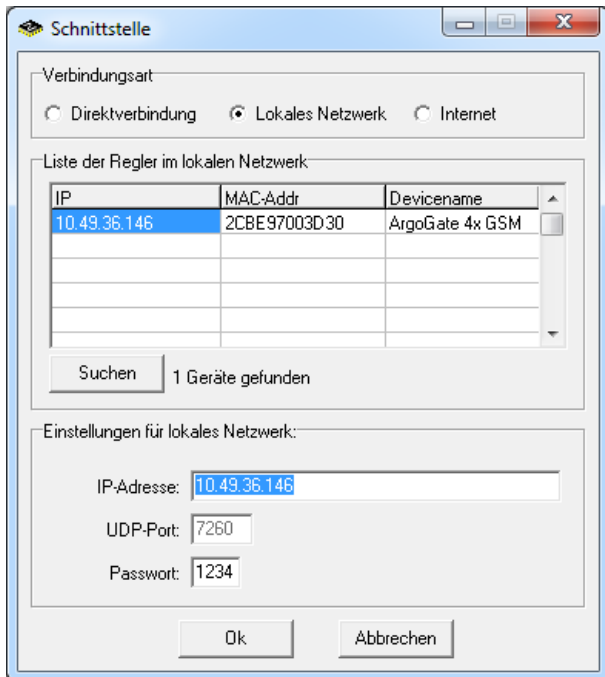 Schnittstelle
Verbindungsart
Direktverbindung Lokales Netzwerk Internet
Liste der Regler im lokalen Netzwerk
IP MAC-Addr Devicename
10.49.36.146 2CBE97003D30 ArgoGate 4x GSM
Suchen 1 Geräte gefunden
Einstellungen für lokales Netzwerk:
IP-Adresse: 10.49.36.146
UDP-Port: 7260
Passwort: 1234
Ok Abbrechen